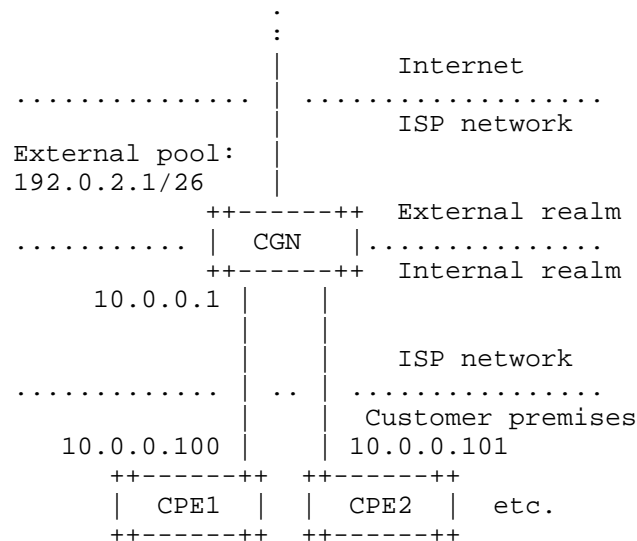 .
:
|          Internet
............... | ...................
|          ISP network
External pool:  |
192.0.2.1/26    |
++------++  External realm
........... |  CGN   |...............
++------++  Internal realm
10.0.0.1 |    |
|    |
|    |    ISP network
............. | .. | ................
|    |  Customer premises
10.0.0.100 |    | 10.0.0.101
++------++  ++------++
|  CPE1  |  |  CPE2  |  etc.
++------++  ++------++